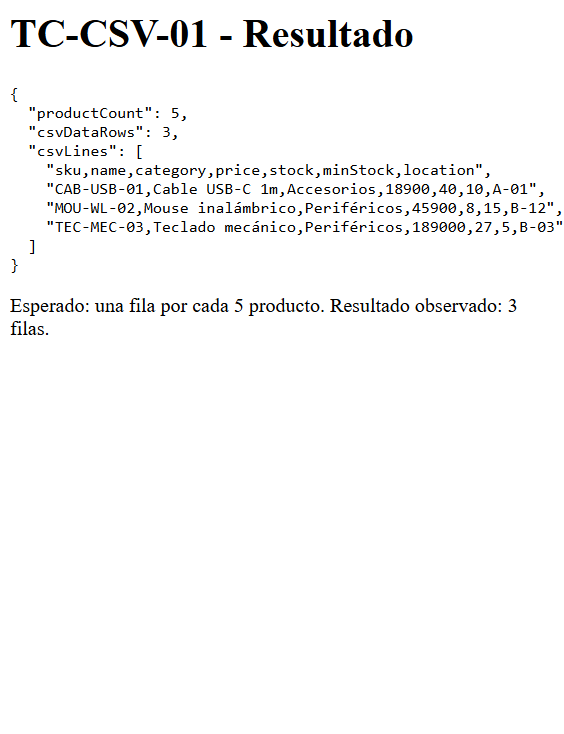 TC-CSV-01 - Resultado
{
  "productCount": 5,
  "csvDataRows": 3,
  "csvLines": [
    "sku,name,category,price,stock,minStock,location",
    "CAB-USB-01,Cable USB-C 1m,Accesorios,18900,40,10,A-01",
    "MOU-WL-02,Mouse inalámbrico,Periféricos,45900,8,15,B-12",
    "TEC-MEC-03,Teclado mecánico,Periféricos,189000,27,5,B-03"
  ]
}
Esperado: una fila por cada 5 producto. Resultado observado: 3
filas.